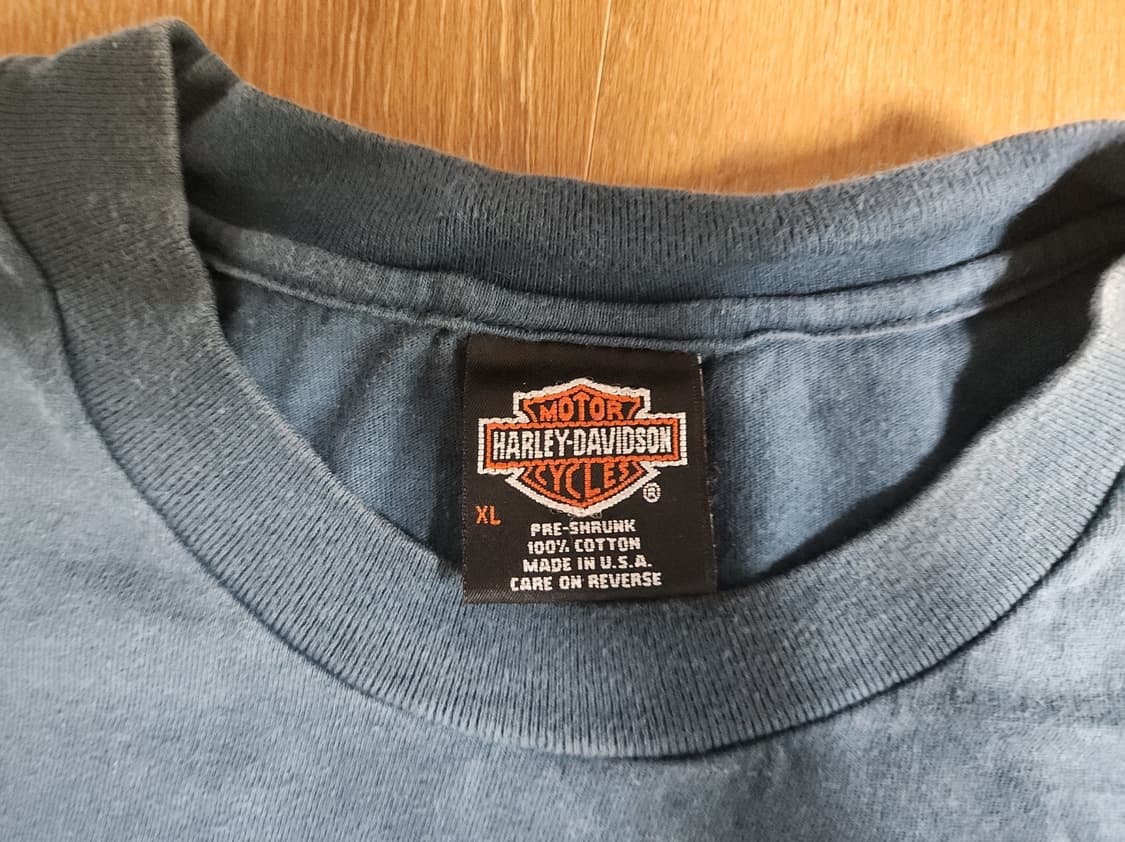 MOTOR
HARLEY-DAVIDSON
CYCLES
®
XL
PRE-SHRUNK
100% COTTON
MADE IN U.S.A.
CARE ON REVERSE